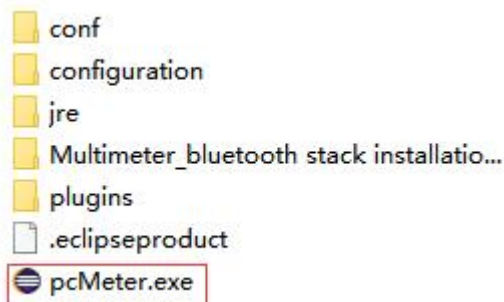 conf
configuration
jre
Multimeter_bluetooth stack installatio...
plugins
.eclipseproduct
pcMeter.exe